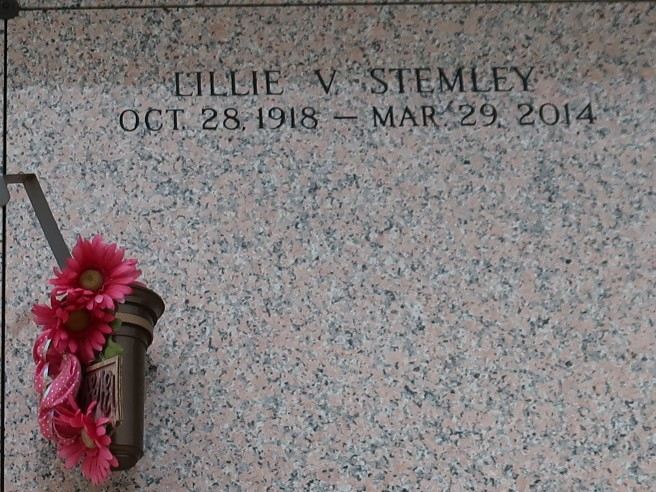 LILLIE V. STEMLEY
OCT. 28, 1918 — MAR. 29, 2014